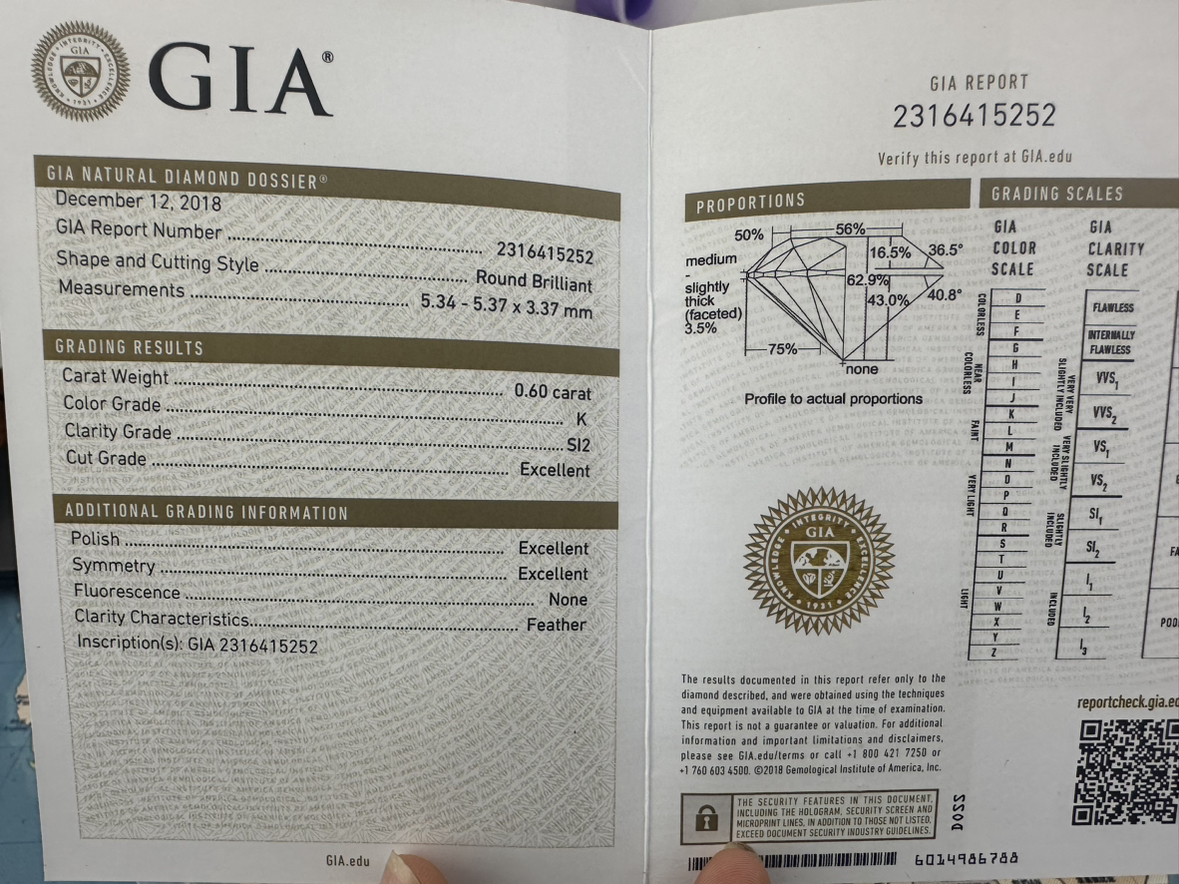 GIA®
GIA NATURAL DIAMOND DOSSIER®
December 12, 2018
GIA Report Number 2316415252
Shape and Cutting Style Round Brilliant
Measurements 5.34 - 5.37 x 3.37 mm
GRADING RESULTS
Carat Weight 0.60 carat
Color Grade K
Clarity Grade SI2
Cut Grade Excellent
ADDITIONAL GRADING INFORMATION
Polish Excellent
Symmetry Excellent
Fluorescence None
Clarity Characteristics Feather
Inscription(s): GIA 2316415252
GIA.edu
GIA REPORT
2316415252
Verify this report at GIA.edu
PROPORTIONS
50%
56%
16.5%
36.5°
medium
-
slightly
thick
(faceted)
3.5%
62.9%
43.0%
40.8°
75%
none
Profile to actual proportions
KNOWLEDGE • INTEGRITY • EXCELLENCE
GIA
• 1931 •
The results documented in this report refer only to the
diamond described, and were obtained using the techniques
and equipment available to GIA at the time of examination.
This report is not a guarantee or valuation. For additional
information and important limitations and disclaimers,
please see GIA.edu/terms or call +1 800 421 7250 or
+1 760 603 4500. ©2018 Gemological Institute of America, Inc.
THE SECURITY FEATURES IN THIS DOCUMENT,
INCLUDING THE HOLOGRAM, SECURITY SCREEN AND
MICROPRINT LINES, IN ADDITION TO THOSE NOT LISTED,
EXCEED DOCUMENT SECURITY INDUSTRY GUIDELINES.
6014986788
GRADING SCALES
GIA
COLOR
SCALE
COLORLESS
D
E
F
NEAR
COLORLESS
G
H
I
J
FAINT
K
L
M
VERY LIGHT
N
O
P
Q
R
LIGHT
S
T
U
V
W
X
Y
Z
GIA
CLARITY
SCALE
FLAWLESS
INTERNALLY
FLAWLESS
VERY VERY
SLIGHTLY INCLUDED
VVS1
VVS2
VERY SLIGHTLY
INCLUDED
VS1
VS2
SLIGHTLY
INCLUDED
SI1
SI2
INCLUDED
I1
I2
I3
reportcheck.gia.ed